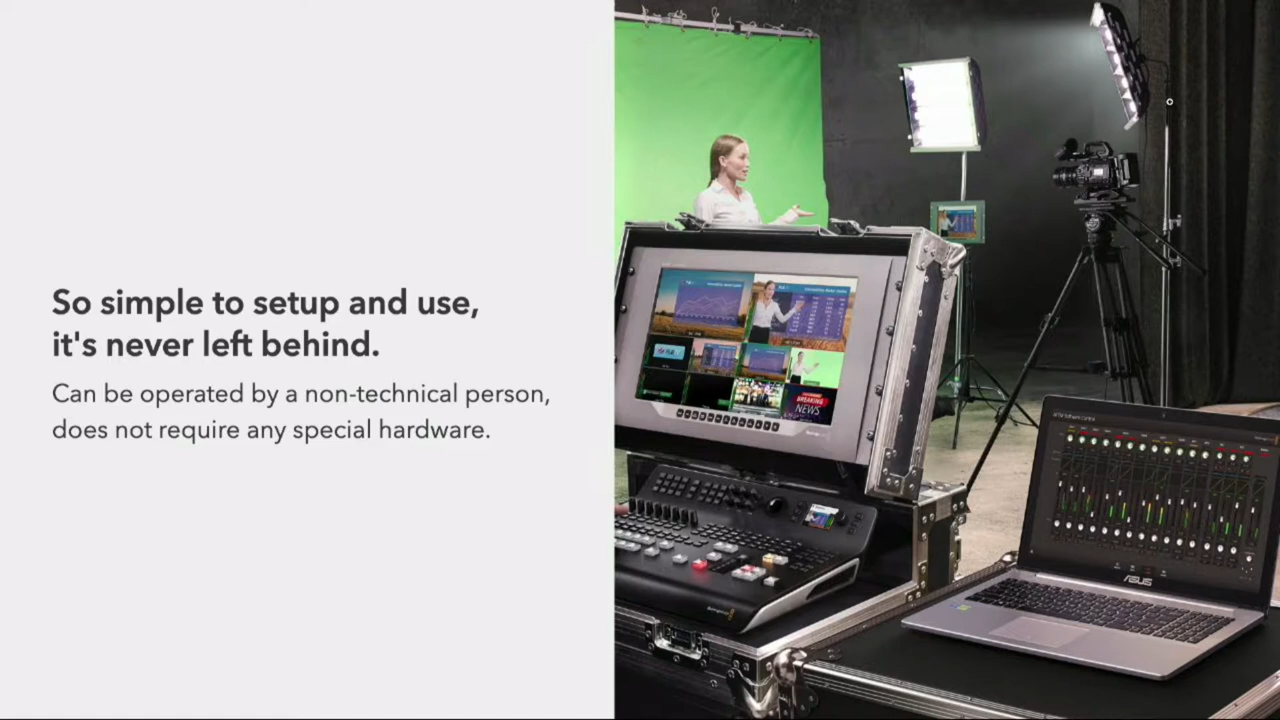 So simple to setup and use,
it's never left behind.
Can be operated by a non-technical person,
does not require any special hardware.
BREAKING
NEWS
ASUS